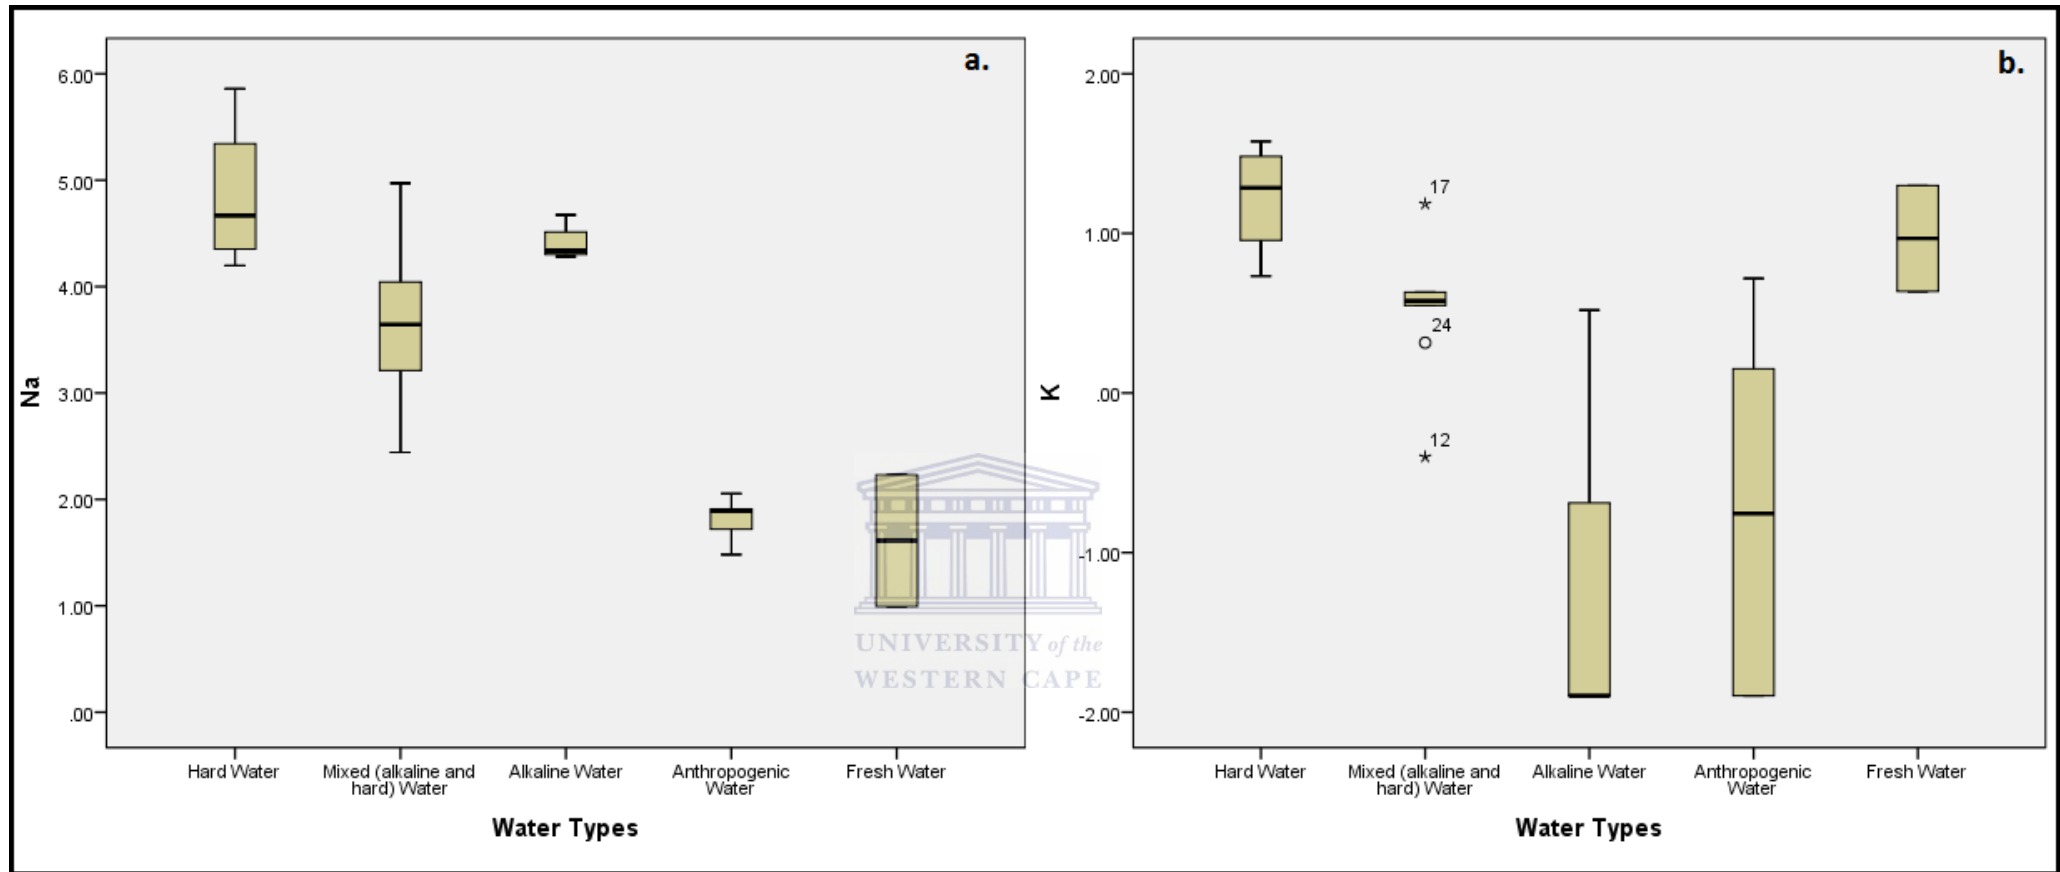 a.
6.00
5.00
4.00
3.00
2.00
1.00
.00
Na
Hard Water
Mixed (alkaline and
hard) Water
Alkaline Water
Anthropogenic
Water
Fresh Water
Water Types
b.
2.00
1.00
.00
-1.00
-2.00
K
17
24
12
Hard Water
Mixed (alkaline and
hard) Water
Alkaline Water
Anthropogenic
Water
Fresh Water
Water Types
UNIVERSITY of the
WESTERN CAPE